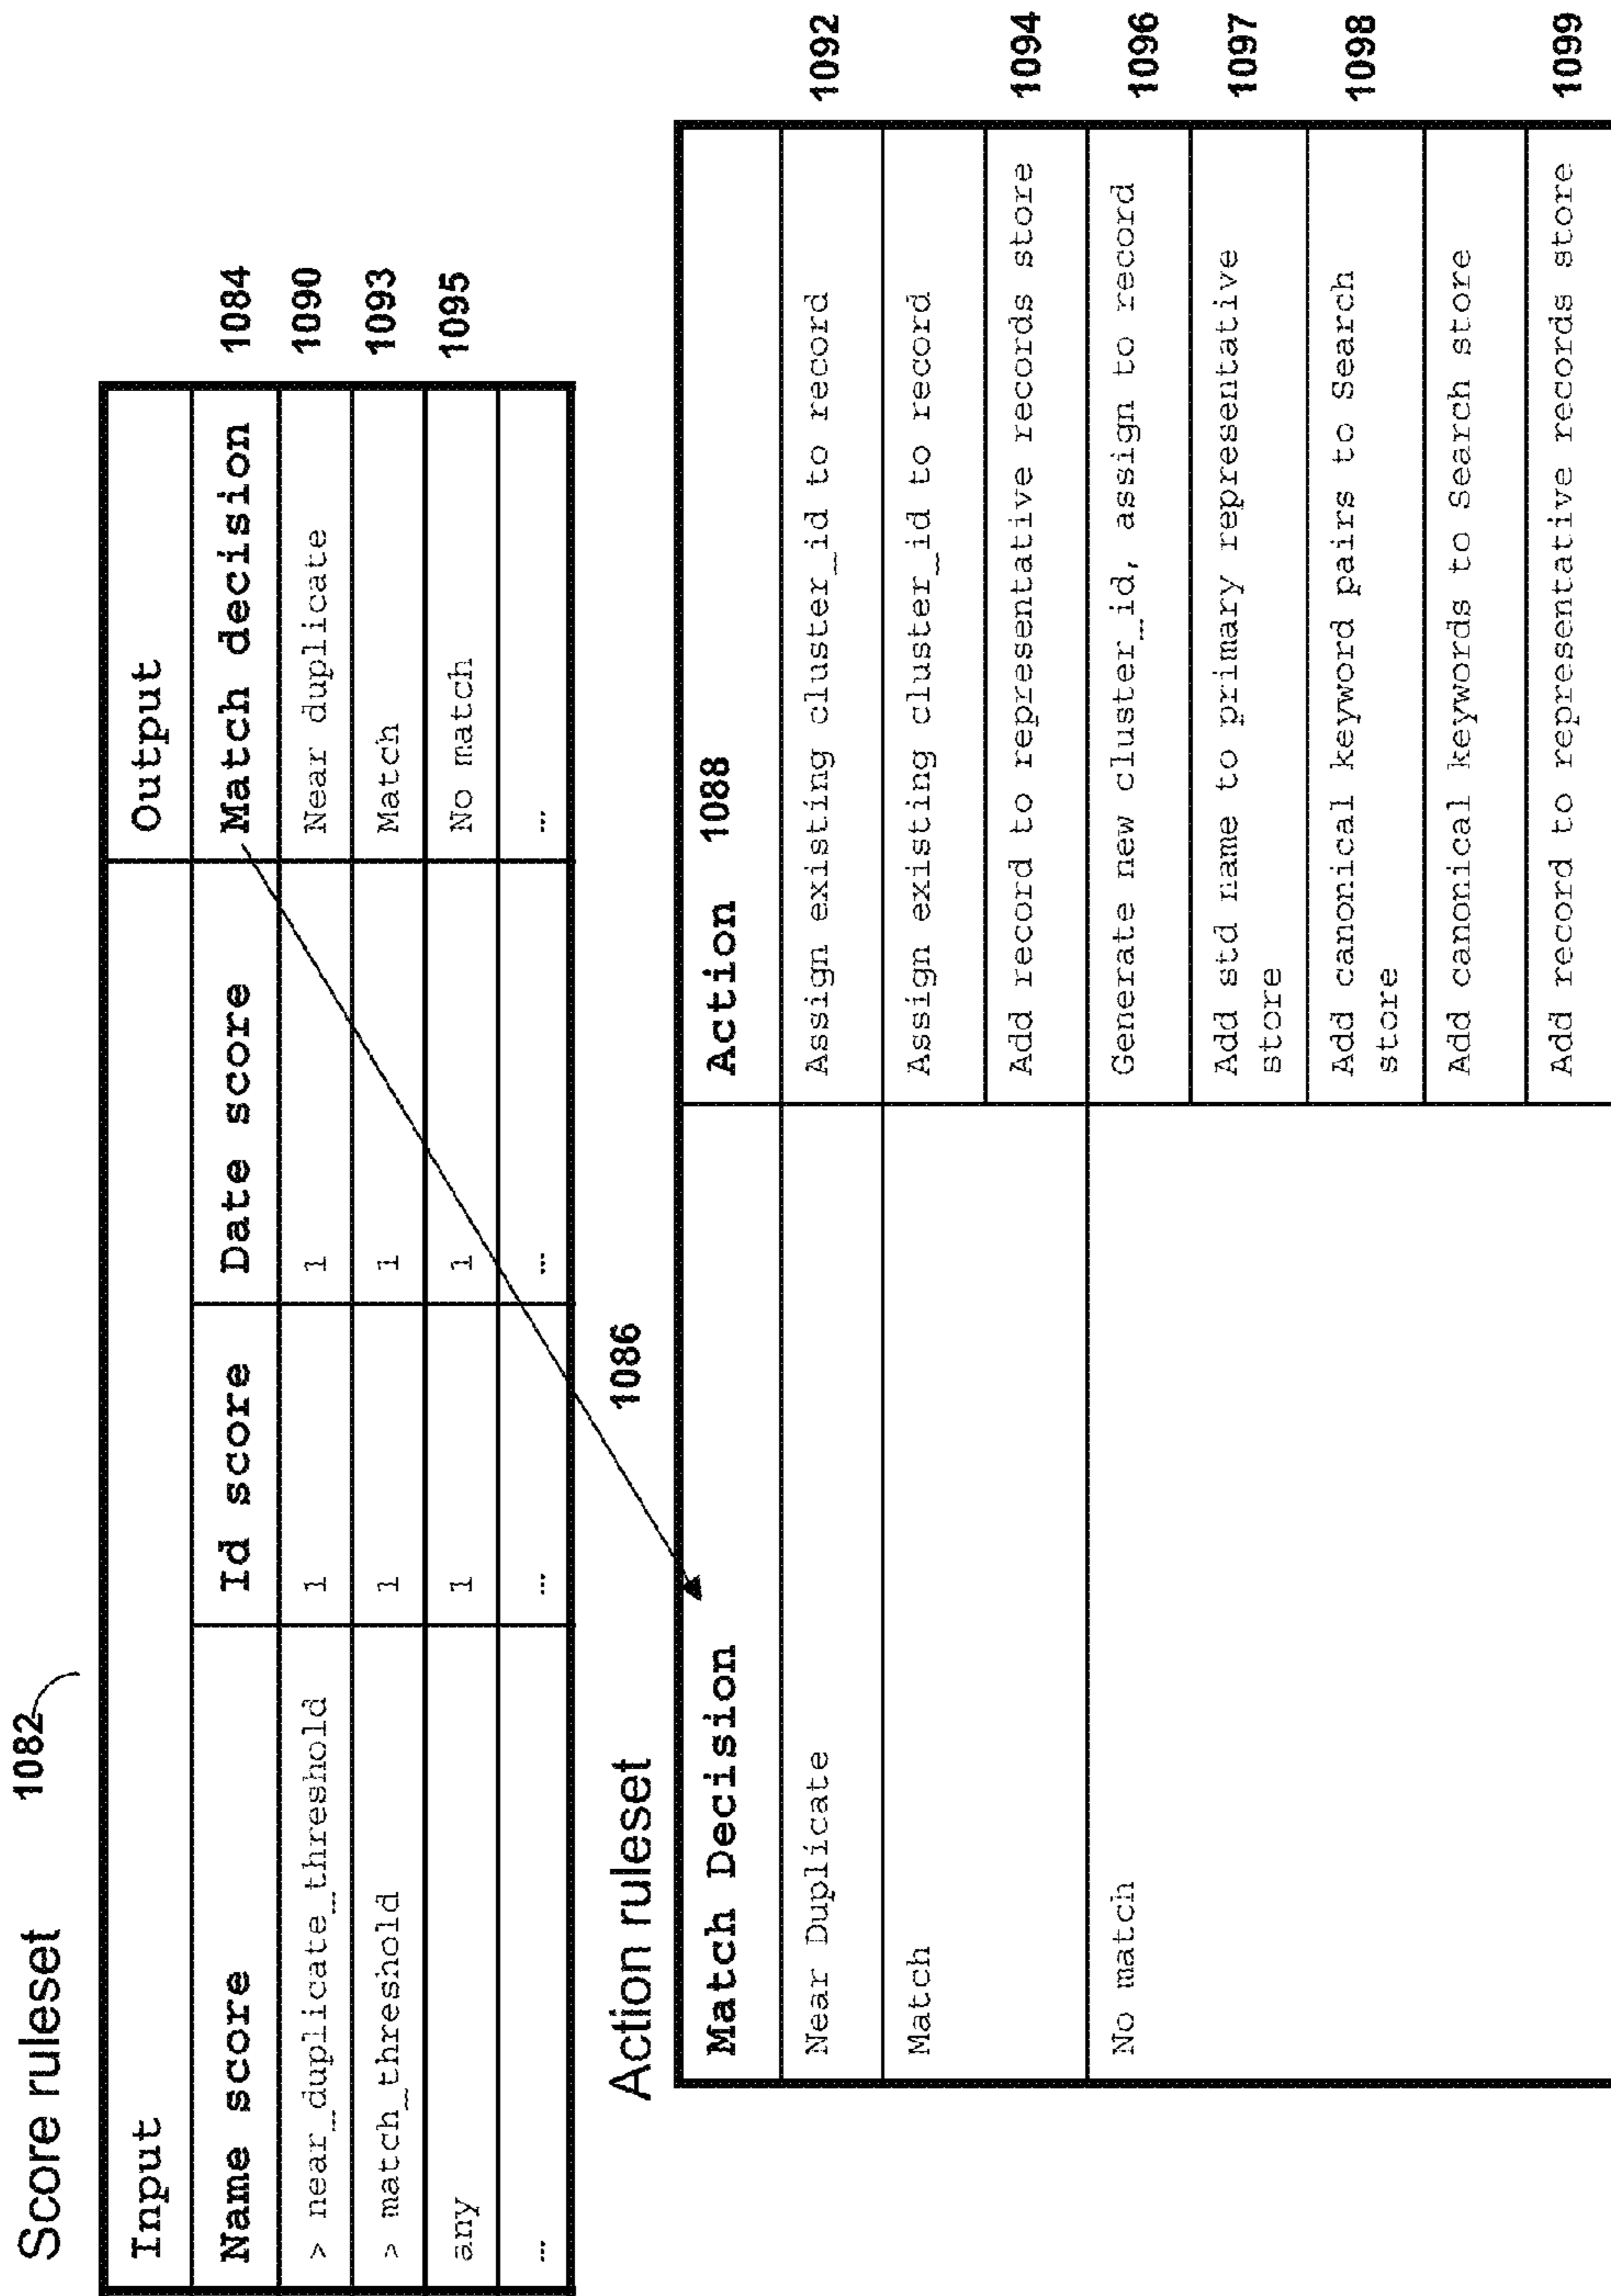 Score ruleset 1082
Input Output
Name score Id score Date score Match decision 1084
> near_duplicate_threshold 1 1 Near duplicate 1090
> match_threshold 1 1 Match 1093
any 1 1 No match 1095
… … … …
Action ruleset 1086
Match Decision Action 1088
Near Duplicate Assign existing cluster_id to record 1092
Match Assign existing cluster_id to record
Add record to representative records store 1094
No match Generate new cluster_id, assign to record 1096
Add std name to primary representative 1097
store
Add canonical keyword pairs to Search 1098
store
Add canonical keywords to Search store
Add record to representative records store 1099